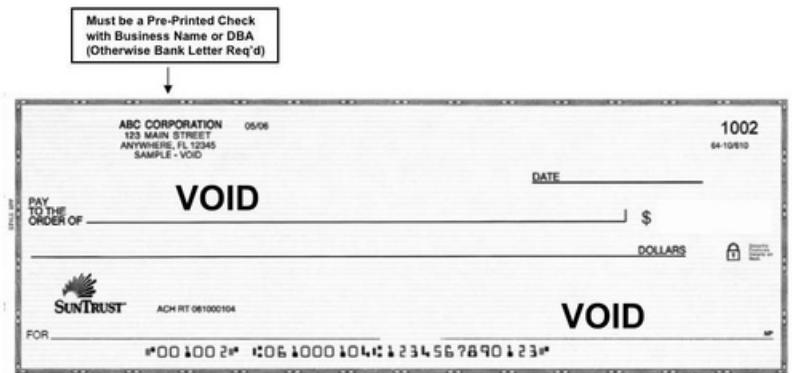 Must be a Pre-Printed Check
with Business Name or DBA
(Otherwise Bank Letter Req'd)
ABC CORPORATION 05/06
123 MAIN STREET
ANYWHERE, FL 12345
SAMPLE - VOID
1002
64-10/610
DATE
VOID
PAY
TO THE
ORDER OF
$
DOLLARS
SUNTRUST
ACH RT 061000104
VOID
FOR
MP
⑈001002⑈ ⑆061000104⑆1234567890123⑈